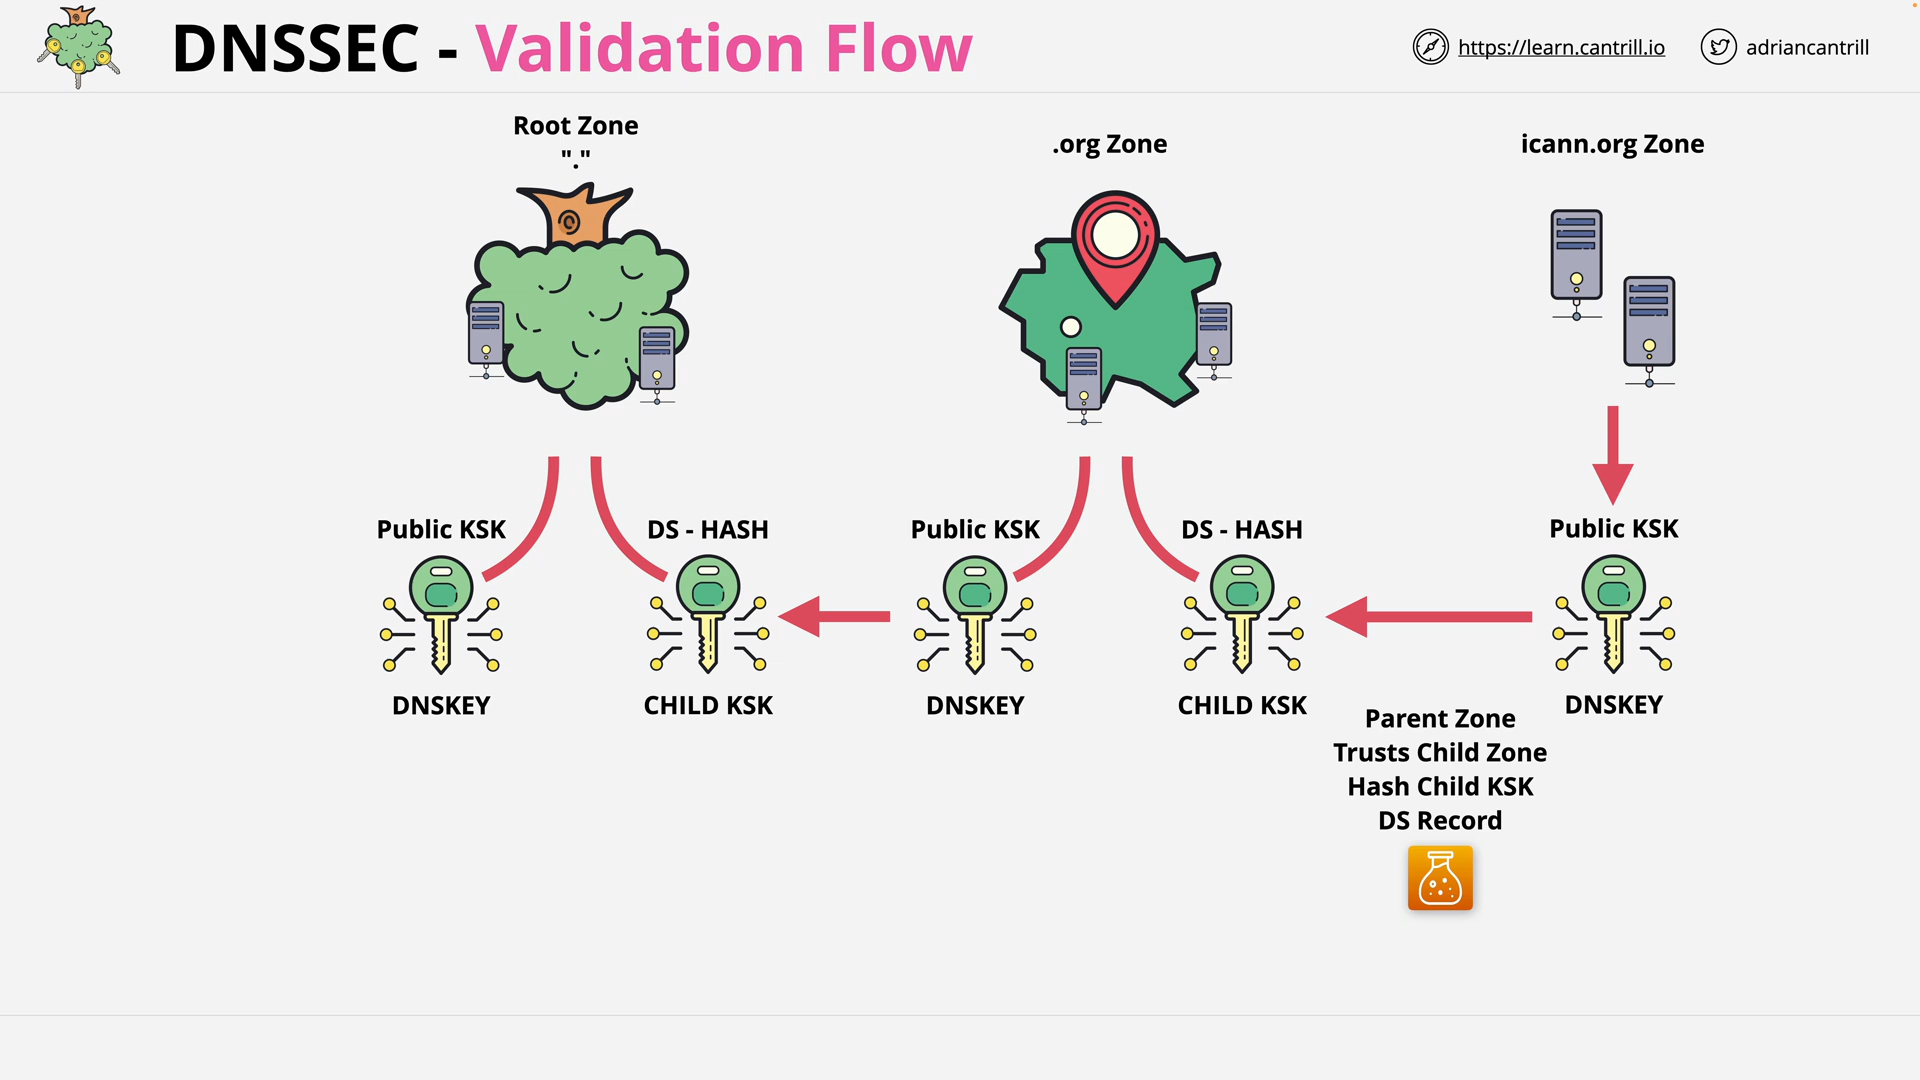 DNSSEC - Validation Flow
https://learn.cantrill.io
adriancantrill
Root Zone
"."
.org Zone
icann.org Zone
Public KSK
DS - HASH
Public KSK
DS - HASH
Public KSK
DNSKEY
CHILD KSK
DNSKEY
CHILD KSK
DNSKEY
Parent Zone
Trusts Child Zone
Hash Child KSK
DS Record